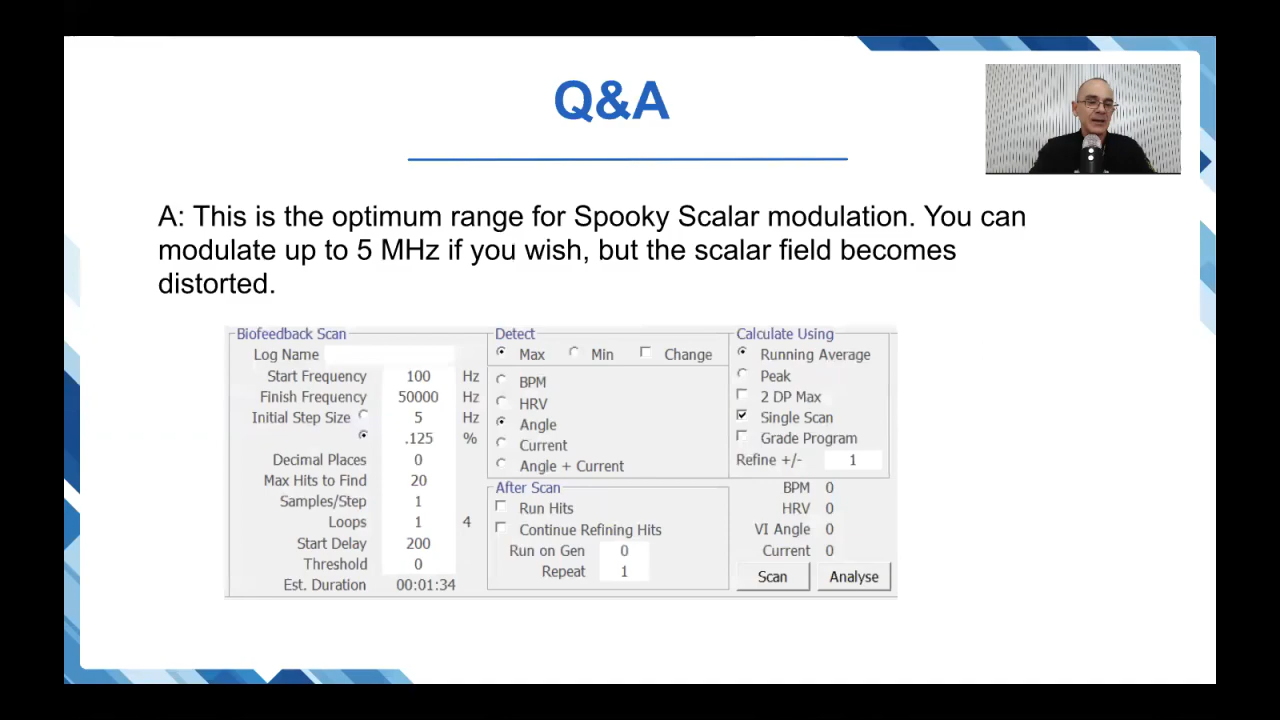 Q&A
A: This is the optimum range for Spooky Scalar modulation. You can
modulate up to 5 MHz if you wish, but the scalar field becomes
distorted.
Biofeedback Scan
Log Name
Start Frequency 100 Hz
Finish Frequency 50000 Hz
Initial Step Size 5 Hz
.125 %
Decimal Places 0
Max Hits to Find 20
Samples/Step 1
Loops 1 4
Start Delay 200
Threshold 0
Est. Duration 00:01:34
Detect
Max Min Change
BPM
HRV
Angle
Current
Angle + Current
After Scan
Run Hits
Continue Refining Hits
Run on Gen 0
Repeat 1
Calculate Using
Running Average
Peak
2 DP Max
Single Scan
Grade Program
Refine +/- 1
BPM 0
HRV 0
VI Angle 0
Current 0
Scan Analyse